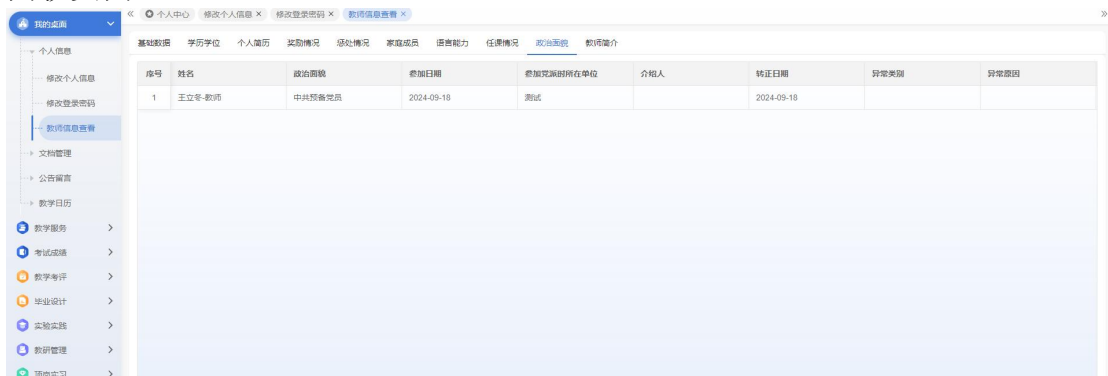 我的桌面
个人中心 修改个人信息 × 修改登录密码 × 教师信息查看 ×
基础数据 学历学位 个人简历 奖励情况 惩处情况 家庭成员 语言能力 任课情况 政治面貌 教师简介
序号 姓名 政治面貌 参加日期 参加党派时所在单位 介绍人 转正日期 异常类别 异常原因
1 王立冬-教师 中共预备党员 2024-09-18 测试 2024-09-18
个人信息
修改个人信息
修改登录密码
教师信息查看
文档管理
公告留言
教学日历
教学服务
考试成绩
教学考评
毕业设计
实验实践
教研管理
顶岗实习